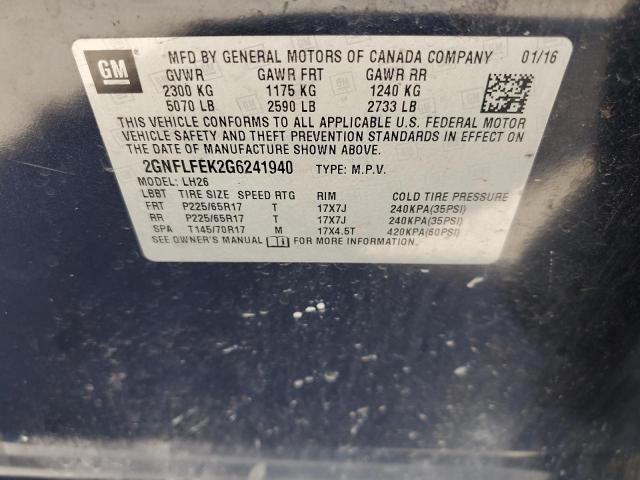 GM
MFD BY GENERAL MOTORS OF CANADA COMPANY 01/16
GVWR GAWR FRT GAWR RR
2300 KG 1175 KG 1240 KG
5070 LB 2590 LB 2733 LB
THIS VEHICLE CONFORMS TO ALL APPLICABLE U.S. FEDERAL MOTOR
VEHICLE SAFETY AND THEFT PREVENTION STANDARDS IN EFFECT ON
THE DATE OF MANUFACTURE SHOWN ABOVE.
2GNFLFEK2G6241940 TYPE: M.P.V.
MODEL: LH26
LBBT TIRE SIZE SPEED RTG RIM COLD TIRE PRESSURE
FRT P225/65R17 T 17X7J 240KPA(35PSI)
RR P225/65R17 T 17X7J 240KPA(35PSI)
SPA T145/70R17 M 17X4.5T 420KPA(60PSI)
SEE OWNER'S MANUAL FOR MORE INFORMATION.